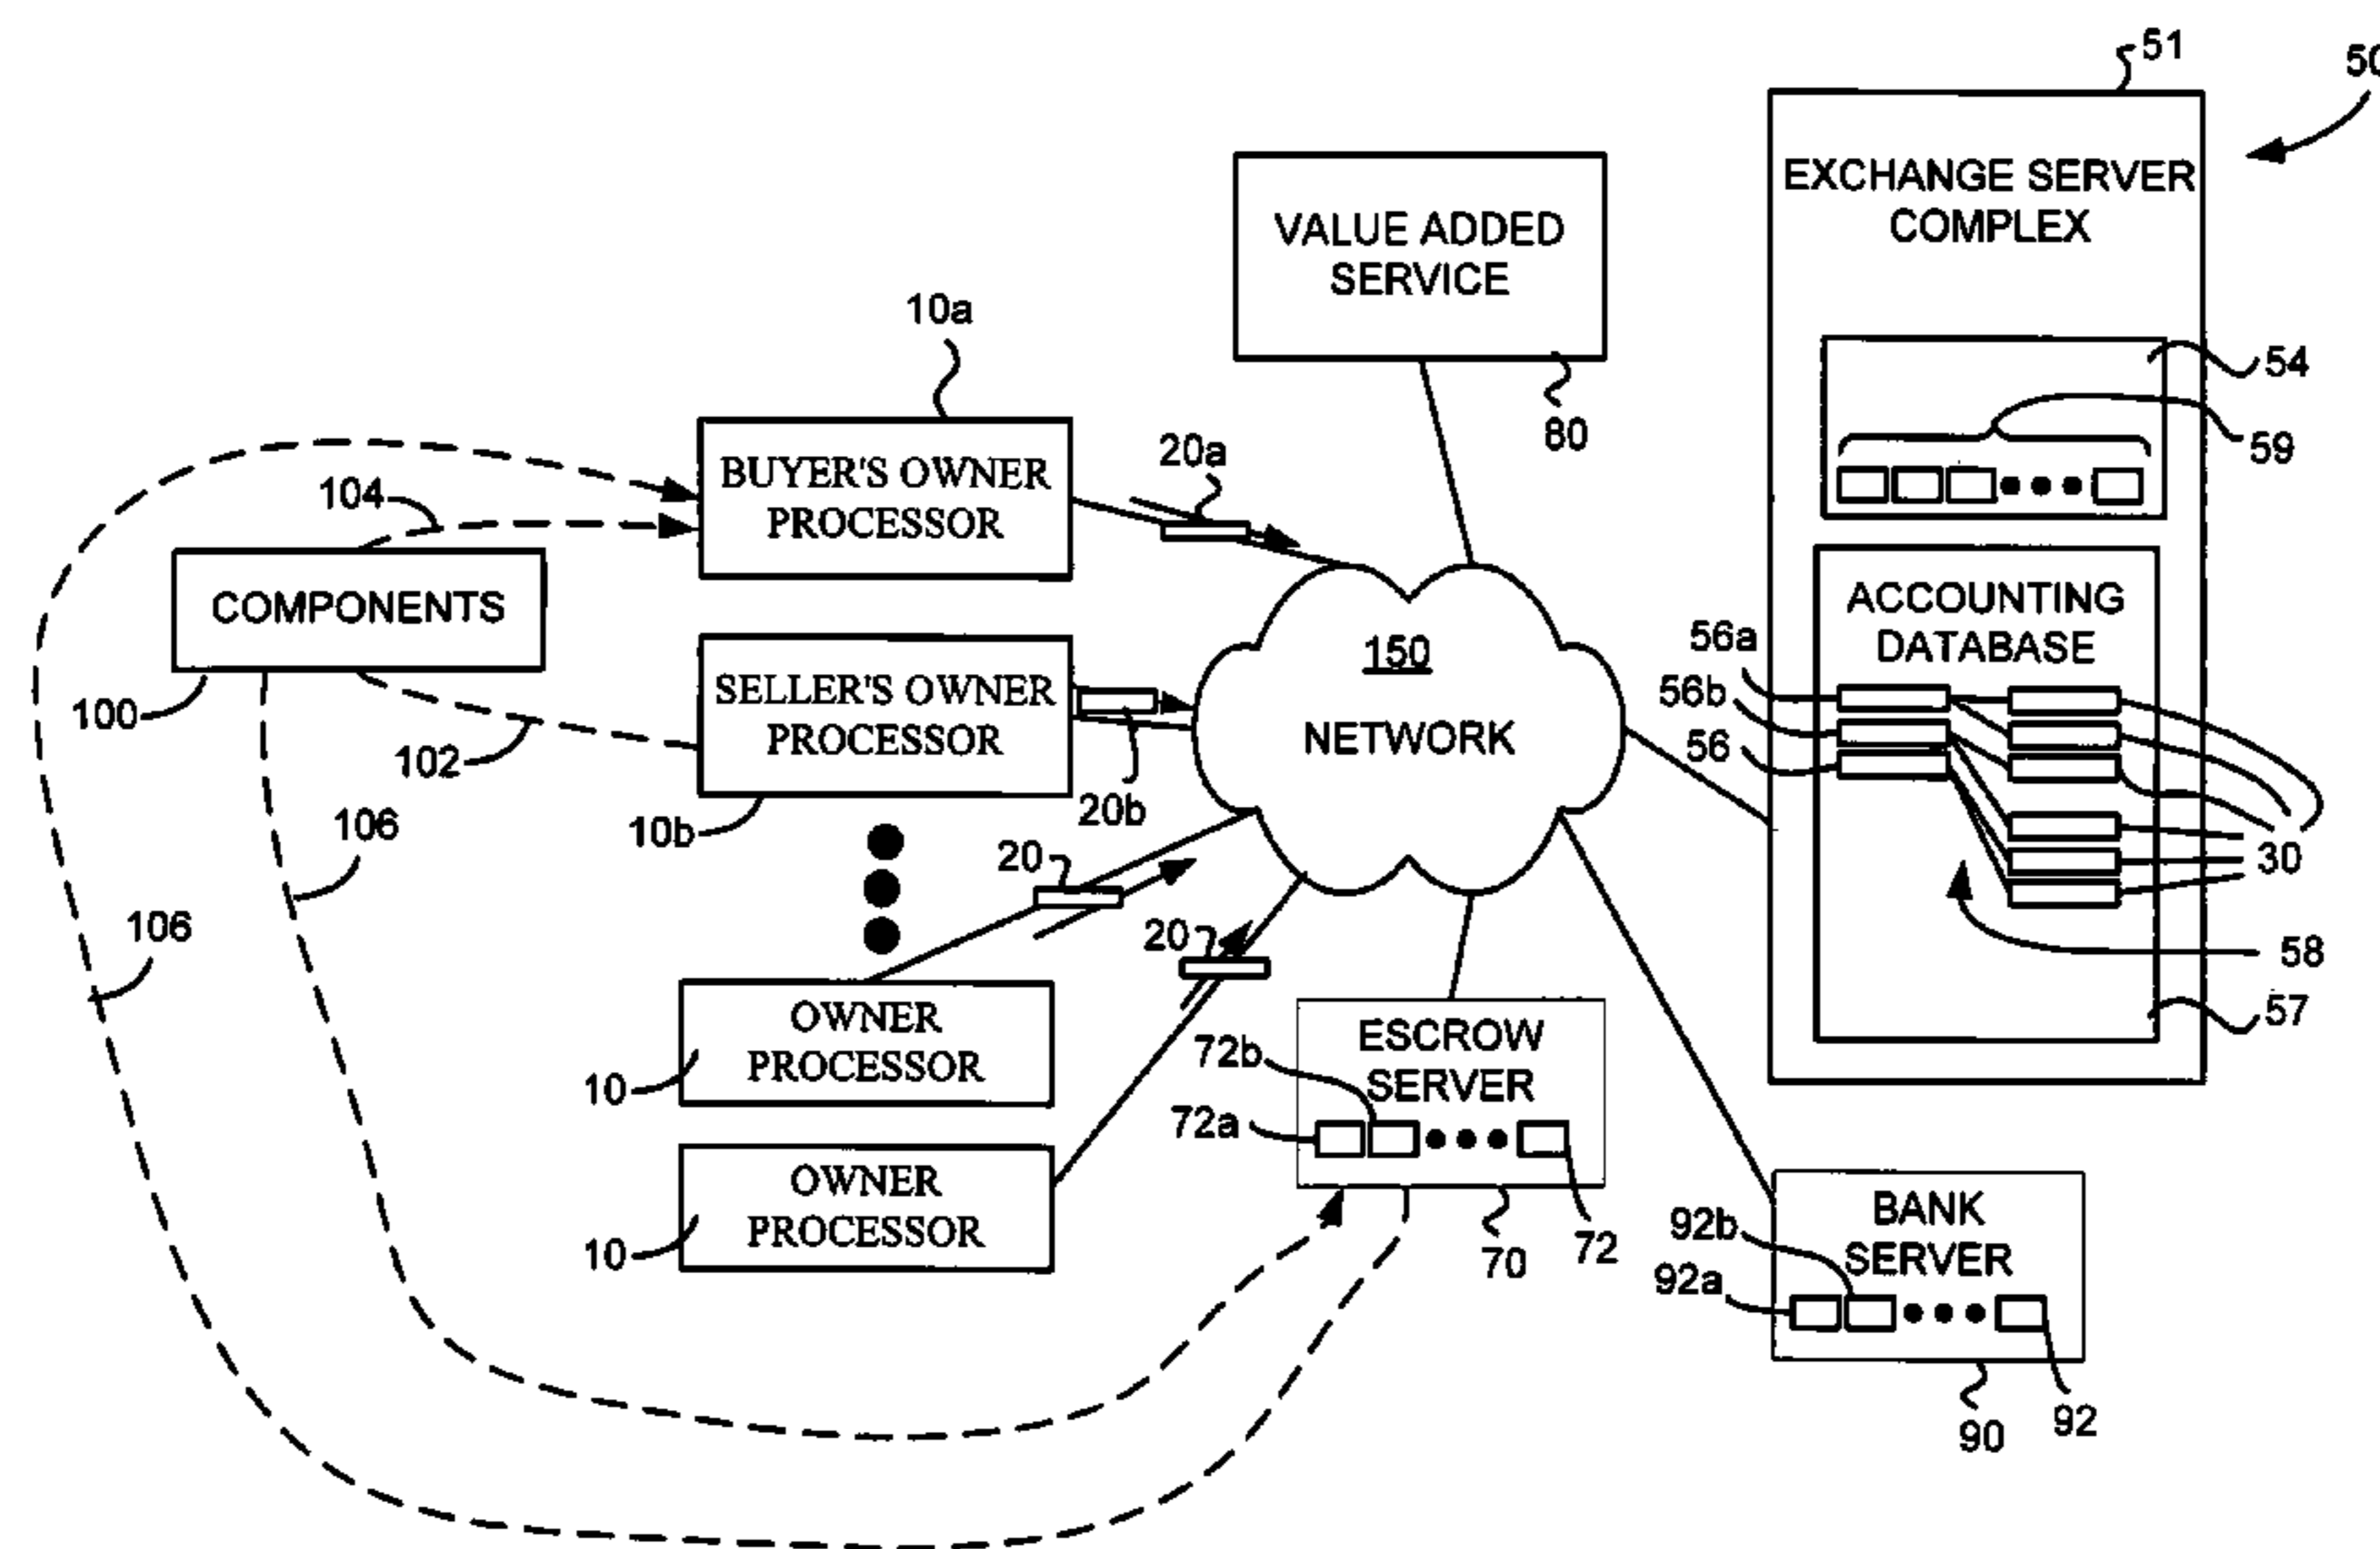 51
50
EXCHANGE SERVER
COMPLEX
VALUE ADDED
SERVICE
80
54
59
10a
BUYER'S OWNER
PROCESSOR
20a
104
COMPONENTS
100
102
SELLER'S OWNER
PROCESSOR
10b
20b
150
NETWORK
ACCOUNTING
DATABASE
56a
56b
56
30
58
57
106
106
20
20
OWNER
PROCESSOR
10
OWNER
PROCESSOR
10
ESCROW
SERVER
72b
72a
70
72
BANK
SERVER
92b
92a
90
92